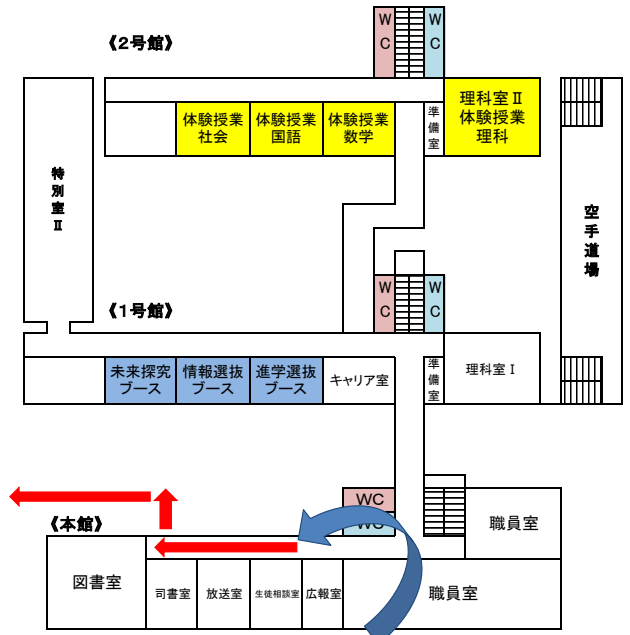 《2号館》
W
C
W
C
体験授業
社会
体験授業
国語
体験授業
数学
準
備
室
理科室Ⅱ
体験授業
理科
特
別
室
Ⅱ
空
手
道
場
《1号館》
W
C
W
C
未来探究
ブース
情報選抜
ブース
進学選抜
ブース
キャリア室
準
備
室
理科室Ⅰ
《本館》
WC
WC
職員室
図書室
司書室
放送室
生徒相談室
広報室
職員室